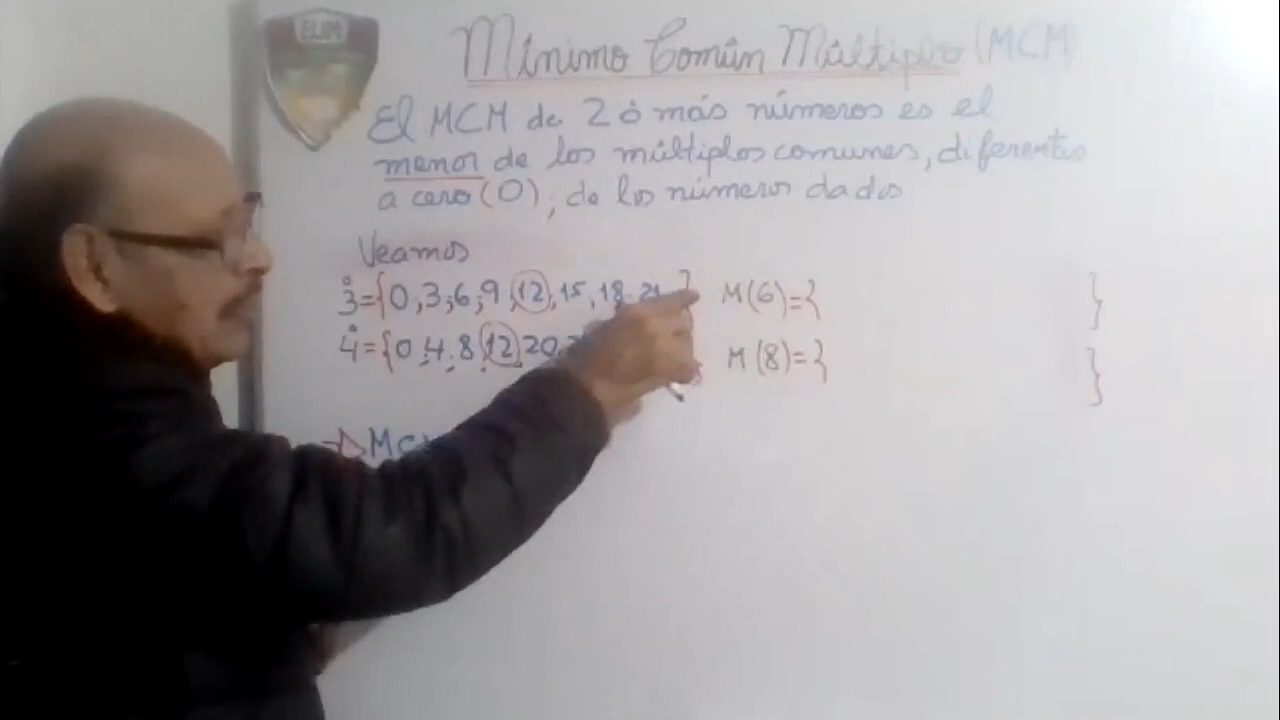 ELIM
Mínimo Común Múltiplo (MCM)
El MCM de 2 ó más números es el
menor de los múltiplos comunes, diferentes
a cero (0), de los números dados
Veamos
3̊={0,3,6,9,12,15,18,21 } M(6)={ }
4̊={0,4,8,12,20, } M(8)={ }